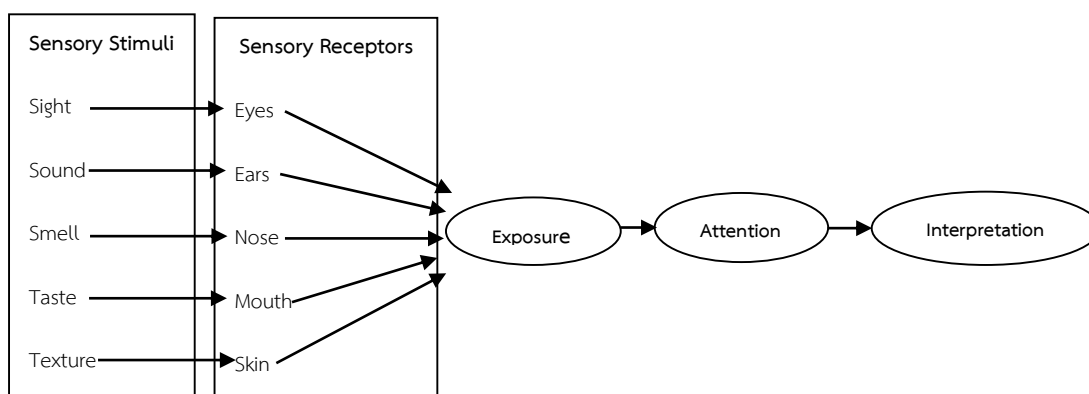 Sensory Stimuli
Sensory Receptors
Sight
Eyes
Sound
Ears
Smell
Nose
Taste
Mouth
Texture
Skin
Exposure
Attention
Interpretation